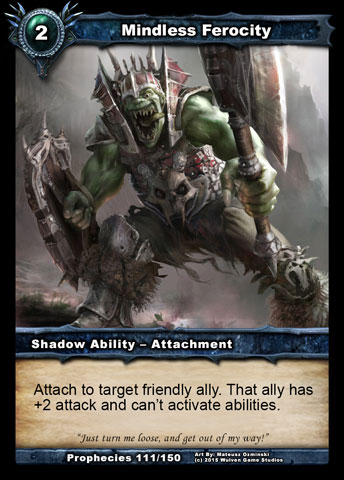 2
Mindless Ferocity
Shadow Ability – Attachment
Attach to target friendly ally. That ally has
+2 attack and can't activate abilities.
"Just turn me loose, and get out of my way!"
Prophecies 111/150
Art By: Mateusz Ozminski
(c) 2015 Wulven Game Studios